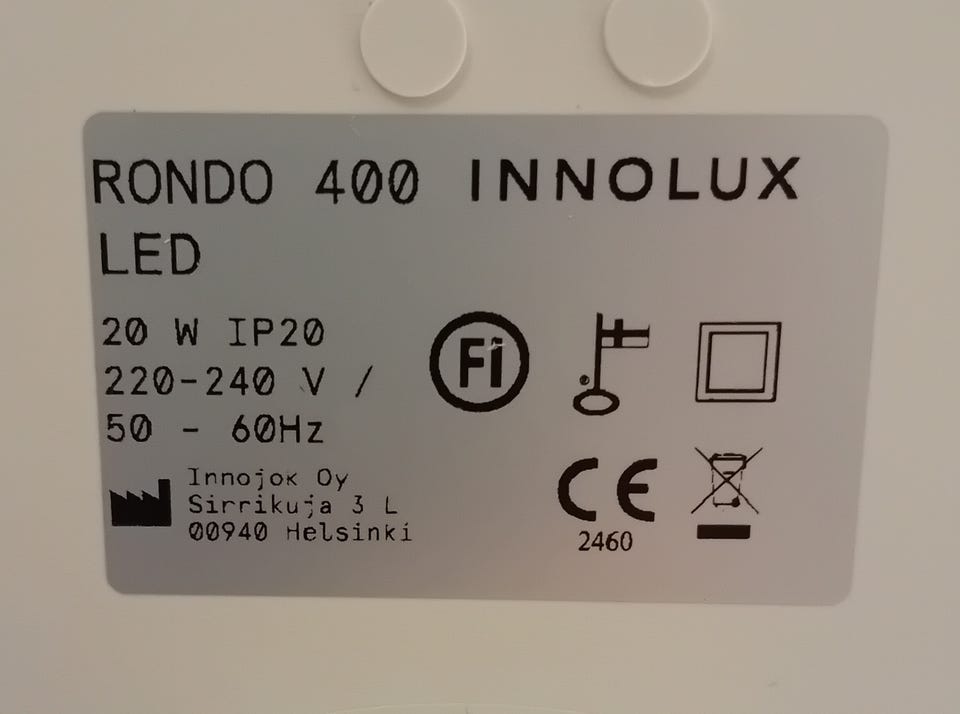 RONDO 400 INNOLUX
LED
20 W IP20
220-240 V /
50 - 60Hz
Fi
Innojok Oy
Sirrikuja 3 L
00940 Helsinki
CE
2460